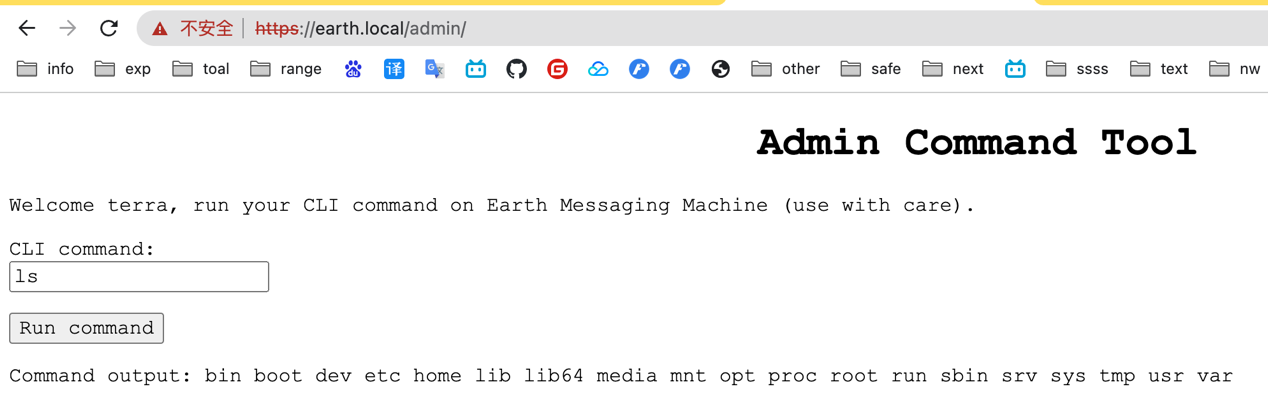 不安全 https://earth.local/admin/
info exp toal range 译 G other safe next ssss text nw
Admin Command Tool
Welcome terra, run your CLI command on Earth Messaging Machine (use with care).
CLI command:
ls
Run command
Command output: bin boot dev etc home lib lib64 media mnt opt proc root run sbin srv sys tmp usr var